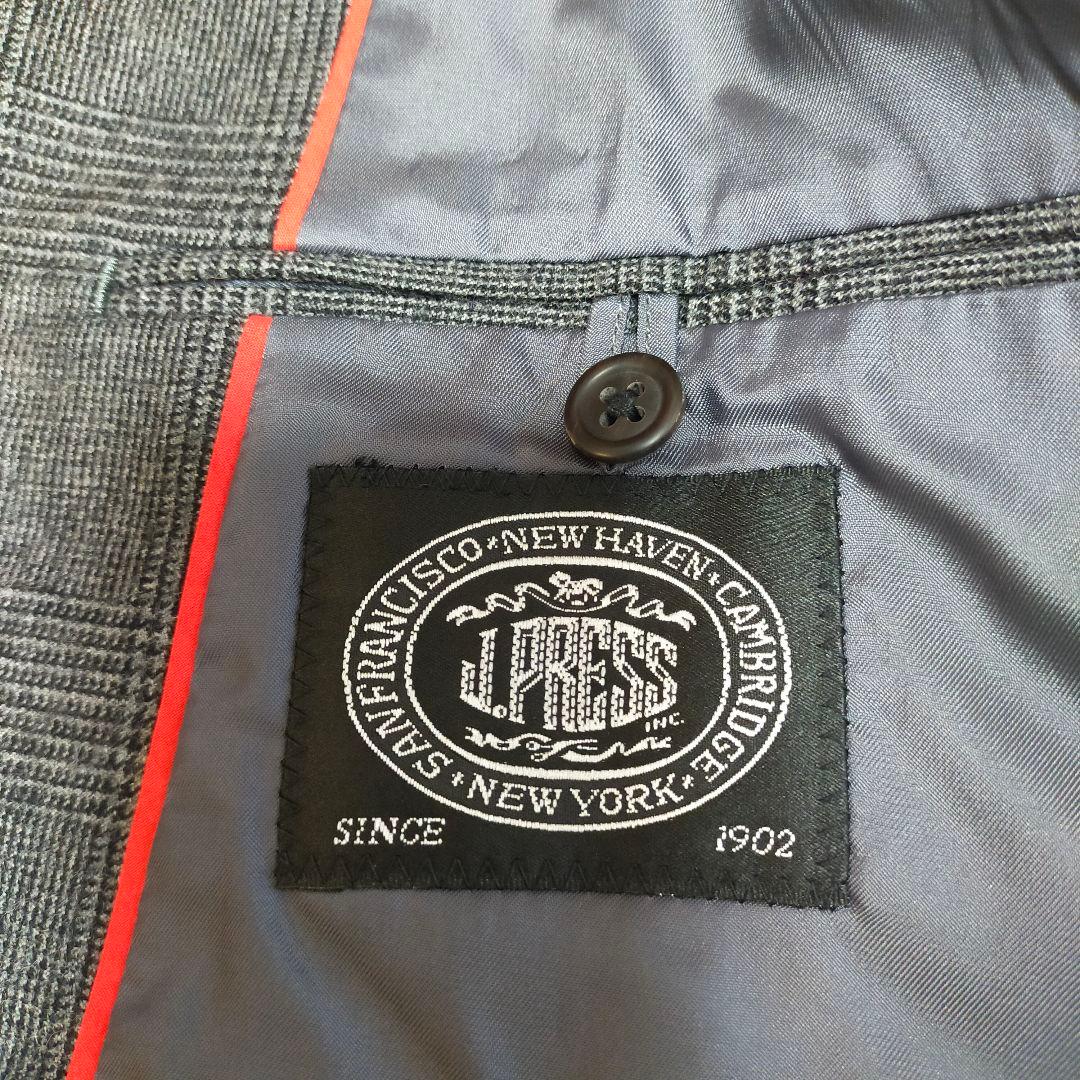 SAN FRANCISCO * NEW HAVEN * CAMBRIDGE * NEW YORK *
J. PRESS
INC.
SINCE 1902